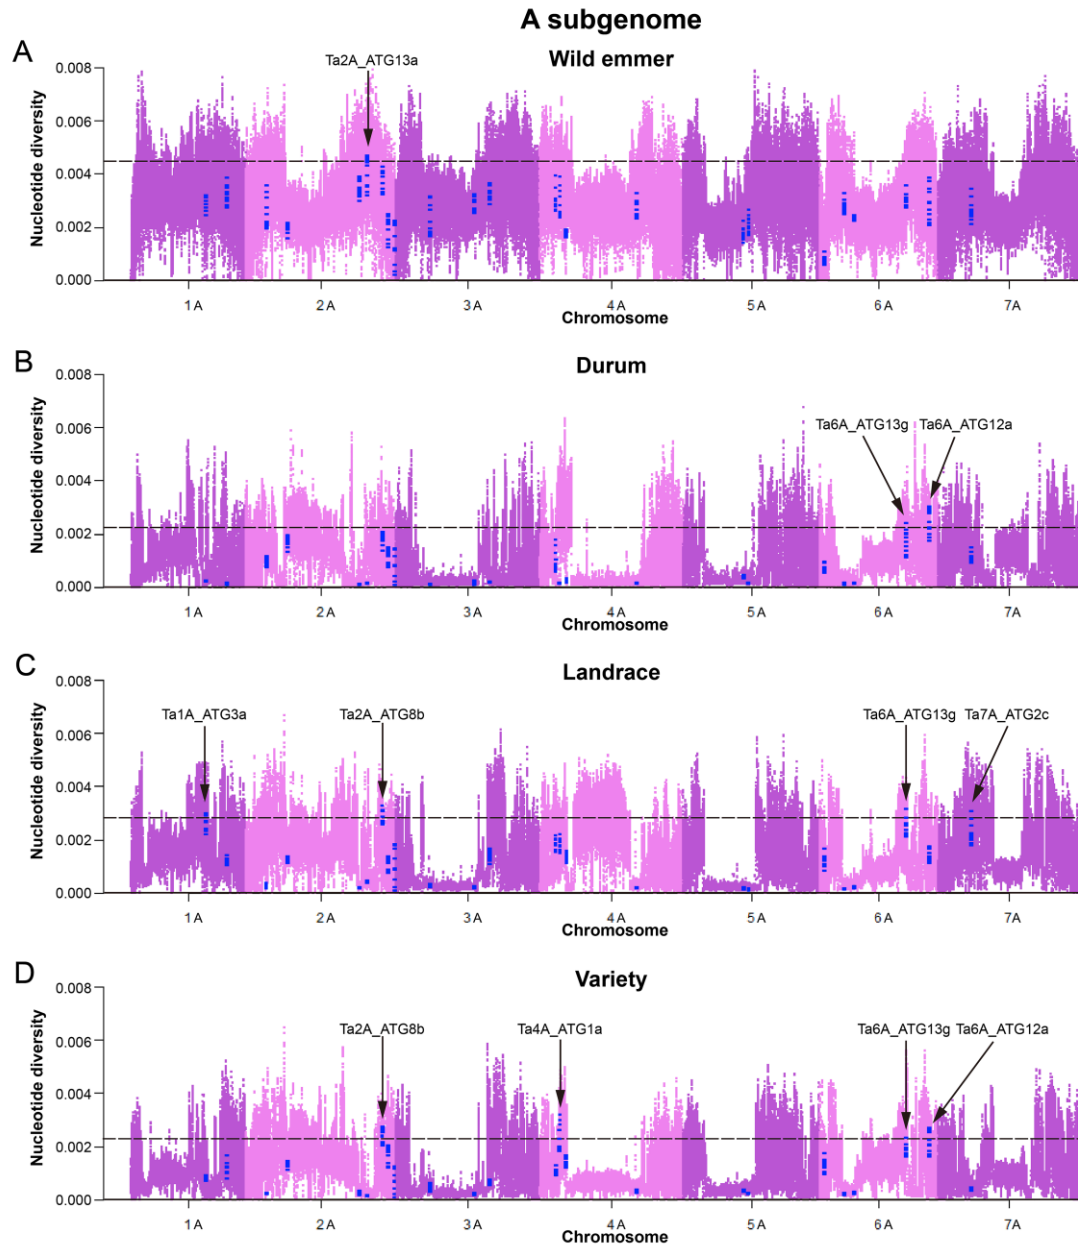 A subgenome
A
Wild emmer
Ta2A_ATG13a
Nucleotide diversity
0.008
0.006
0.004
0.002
0.000
1A 2A 3A 4A 5A 6A 7A
Chromosome
B
Durum
Ta6A_ATG13g Ta6A_ATG12a
Nucleotide diversity
0.008
0.006
0.004
0.002
0.000
1A 2A 3A 4A 5A 6A 7A
Chromosome
C
Landrace
Ta1A_ATG3a Ta2A_ATG8b Ta6A_ATG13g Ta7A_ATG2c
Nucleotide diversity
0.008
0.006
0.004
0.002
0.000
1A 2A 3A 4A 5A 6A 7A
Chromosome
D
Variety
Ta2A_ATG8b Ta4A_ATG1a Ta6A_ATG13g Ta6A_ATG12a
Nucleotide diversity
0.008
0.006
0.004
0.002
0.000
1A 2A 3A 4A 5A 6A 7A
Chromosome